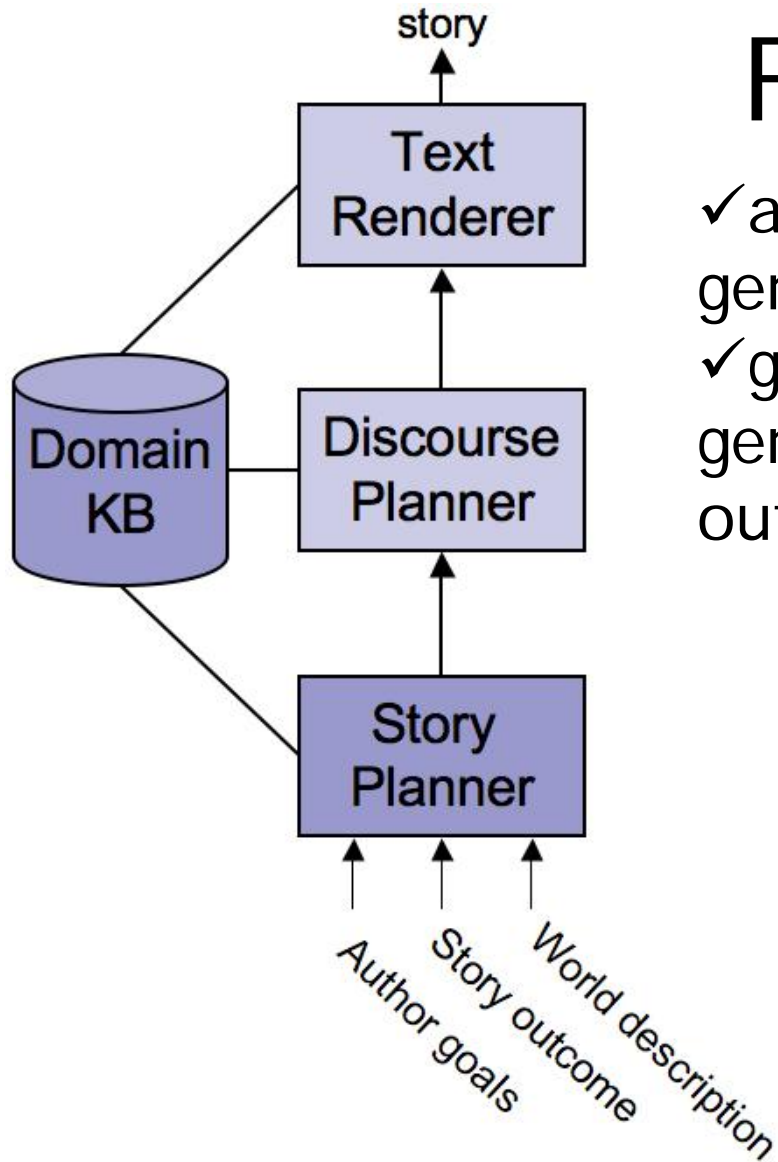 story
Text
Renderer
Domain
KB
Discourse
Planner
Story
Planner
Author goals
Story outcome
World description